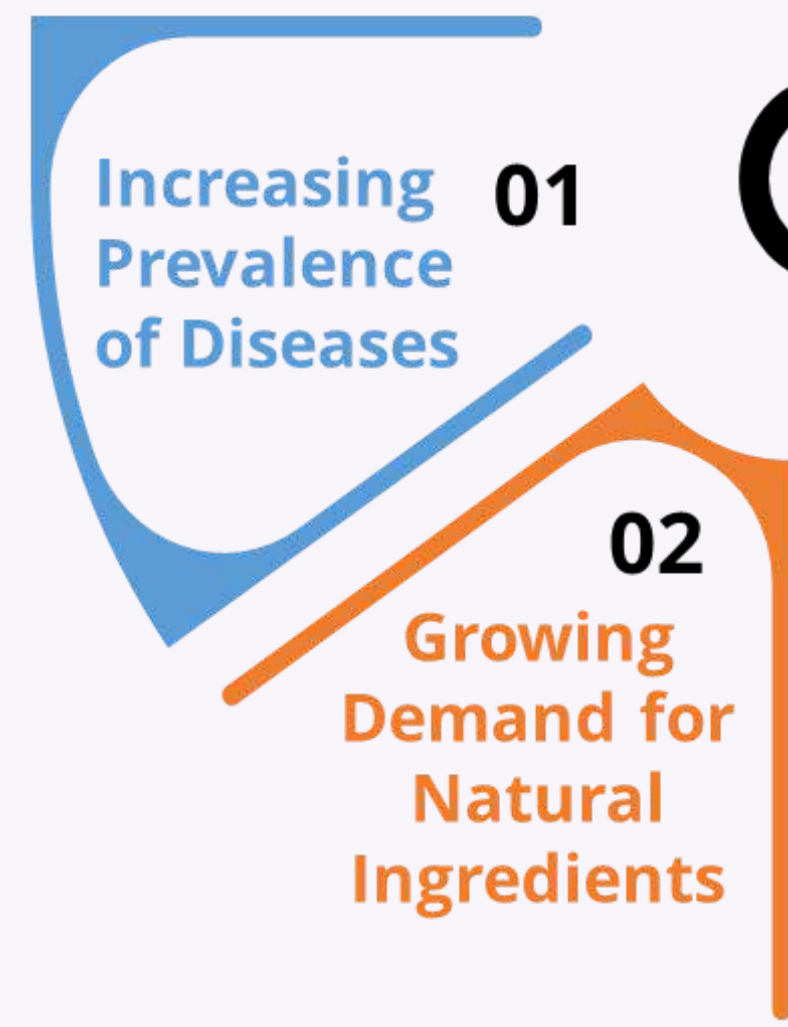 Increasing
Prevalence
of Diseases
01
02
Growing
Demand for
Natural
Ingredients